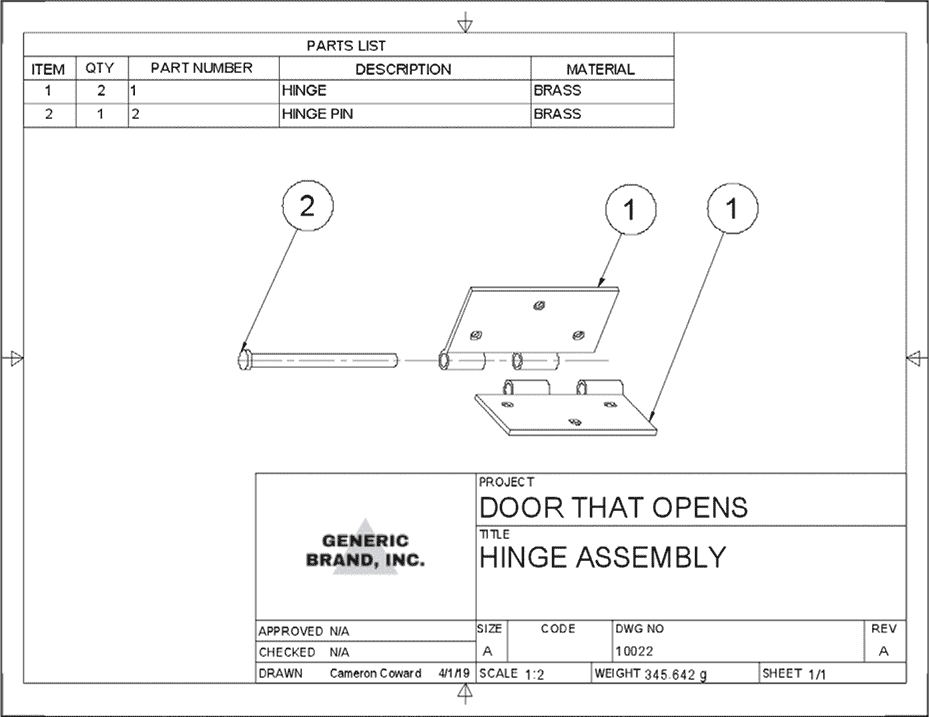 PARTS LIST
ITEM QTY PART NUMBER DESCRIPTION MATERIAL
1 2 1 HINGE BRASS
2 1 2 HINGE PIN BRASS
2 1 1
PROJECT
DOOR THAT OPENS
TITLE
HINGE ASSEMBLY
GENERIC
BRAND, INC.
APPROVED N/A
CHECKED N/A
DRAWN Cameron Coward 4/1/19
SIZE CODE DWG NO REV
A 10022 A
SCALE 1:2 WEIGHT 345.642 g SHEET 1/1